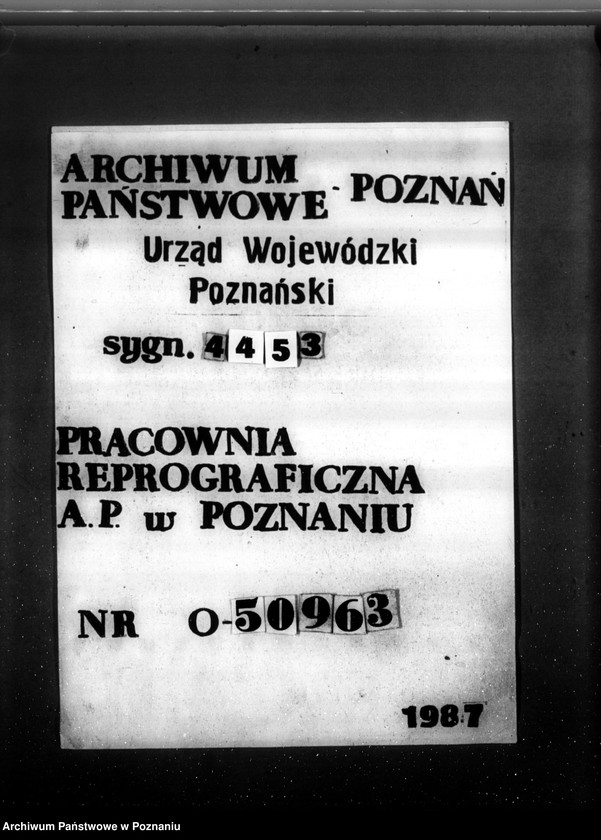 ARCHIWUM
PAŃSTWOWE - POZNAŃ
Urząd Wojewódzki
Poznański
sygn. 4453
PRACOWNIA
REPROGRAFICZNA
A.P. w POZNANIU
NR O-50963
1987
Archiwum Państwowe w Poznaniu